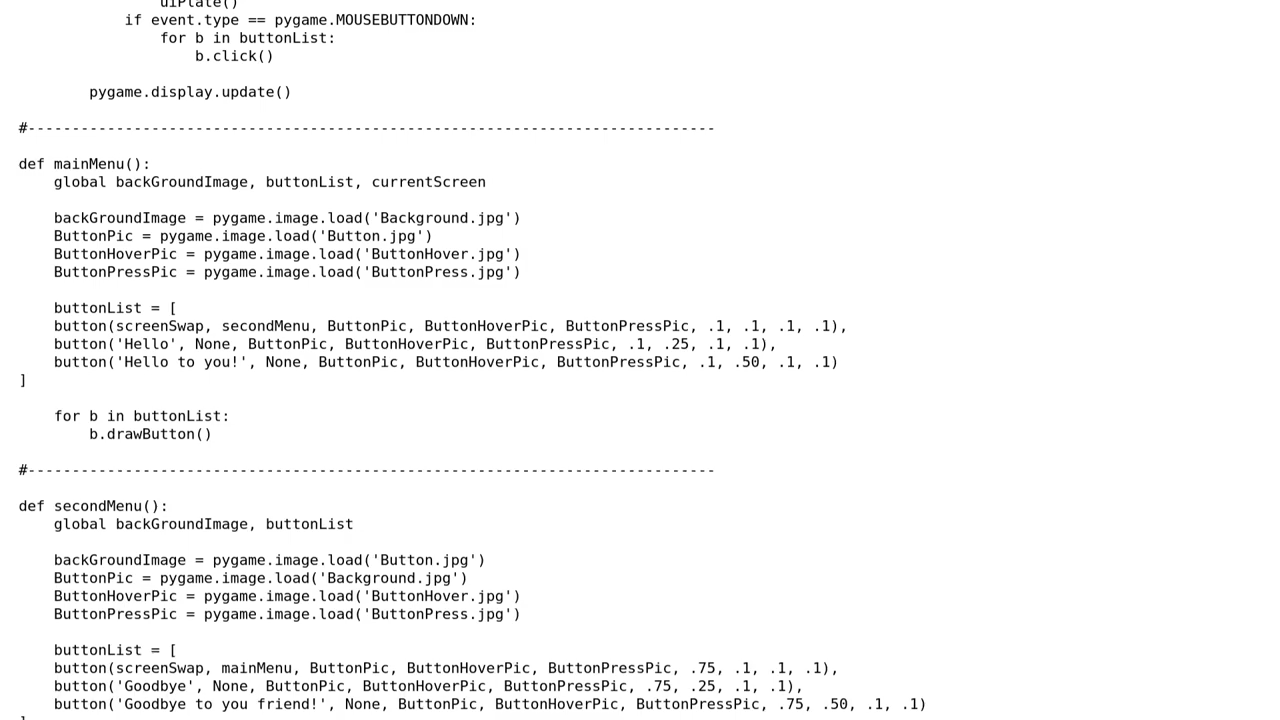 uiPlate()
if event.type == pygame.MOUSEBUTTONDOWN:
for b in buttonList:
b.click()
pygame.display.update()
#------------------------------------------------------------------------------
def mainMenu():
global backGroundImage, buttonList, currentScreen
backGroundImage = pygame.image.load('Background.jpg')
ButtonPic = pygame.image.load('Button.jpg')
ButtonHoverPic = pygame.image.load('ButtonHover.jpg')
ButtonPressPic = pygame.image.load('ButtonPress.jpg')
buttonList = [
button(screenSwap, secondMenu, ButtonPic, ButtonHoverPic, ButtonPressPic, .1, .1, .1, .1),
button('Hello', None, ButtonPic, ButtonHoverPic, ButtonPressPic, .1, .25, .1, .1),
button('Hello to you!', None, ButtonPic, ButtonHoverPic, ButtonPressPic, .1, .50, .1, .1)
]
for b in buttonList:
b.drawButton()
#------------------------------------------------------------------------------
def secondMenu():
global backGroundImage, buttonList
backGroundImage = pygame.image.load('Button.jpg')
ButtonPic = pygame.image.load('Background.jpg')
ButtonHoverPic = pygame.image.load('ButtonHover.jpg')
ButtonPressPic = pygame.image.load('ButtonPress.jpg')
buttonList = [
button(screenSwap, mainMenu, ButtonPic, ButtonHoverPic, ButtonPressPic, .75, .1, .1, .1),
button('Goodbye', None, ButtonPic, ButtonHoverPic, ButtonPressPic, .75, .25, .1, .1),
button('Goodbye to you friend!', None, ButtonPic, ButtonHoverPic, ButtonPressPic, .75, .50, .1, .1)
]